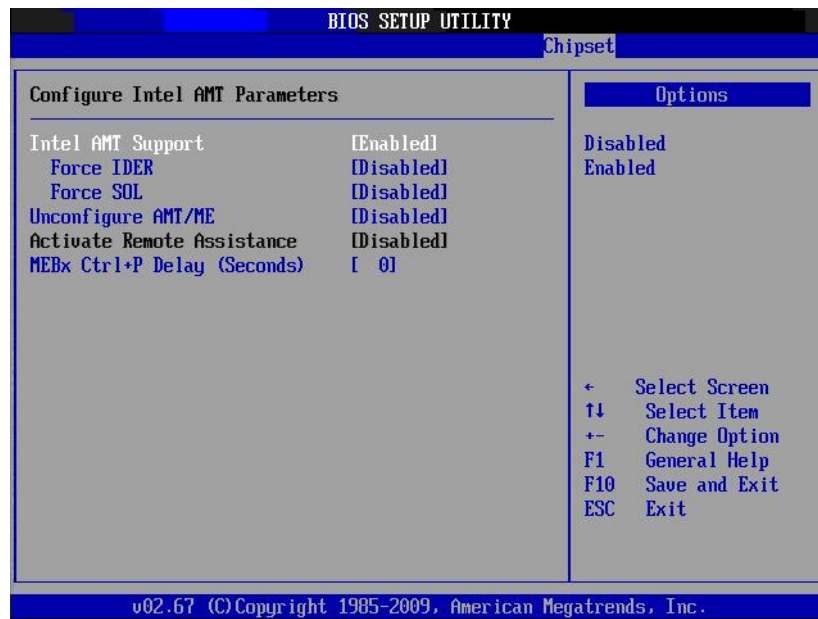 BIOS SETUP UTILITY
Chipset
Configure Intel AMT Parameters
Intel AMT Support [Enabled]
Force IDER [Disabled]
Force SOL [Disabled]
Unconfigure AMT/ME [Disabled]
Activate Remote Assistance [Disabled]
MEBx Ctrl+P Delay (Seconds) [ 0]
Options
Disabled
Enabled
← Select Screen
↑↓ Select Item
+- Change Option
F1 General Help
F10 Save and Exit
ESC Exit
v02.67 (C)Copyright 1985-2009, American Megatrends, Inc.